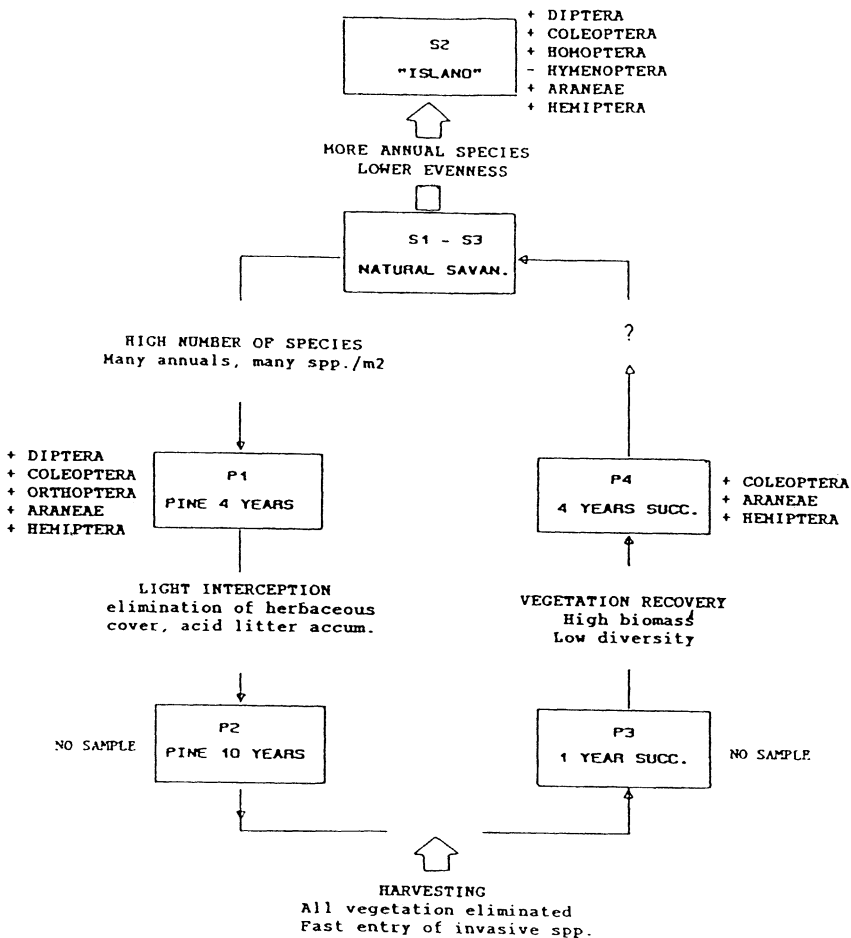 S2
"ISLAND"
+ DIPTERA
+ COLEOPTERA
+ HOMOPTERA
- HYMENOPTERA
+ ARANEAE
+ HEMIPTERA
MORE ANNUAL SPECIES
LOWER EVENNESS
S1 - S3
NATURAL SAVAN.
HIGH NUMBER OF SPECIES
Many annuals, many spp./m2
?
+ DIPTERA
+ COLEOPTERA
+ ORTHOPTERA
+ ARANEAE
+ HEMIPTERA
P1
PINE 4 YEARS
P4
4 YEARS SUCC.
+ COLEOPTERA
+ ARANEAE
+ HEMIPTERA
LIGHT INTERCEPTION
elimination of herbaceous
cover, acid litter accum.
VEGETATION RECOVERY
High biomass
Low diversity
NO SAMPLE
P2
PINE 10 YEARS
P3
1 YEAR SUCC.
NO SAMPLE
HARVESTING
All vegetation eliminated
Fast entry of invasive spp.